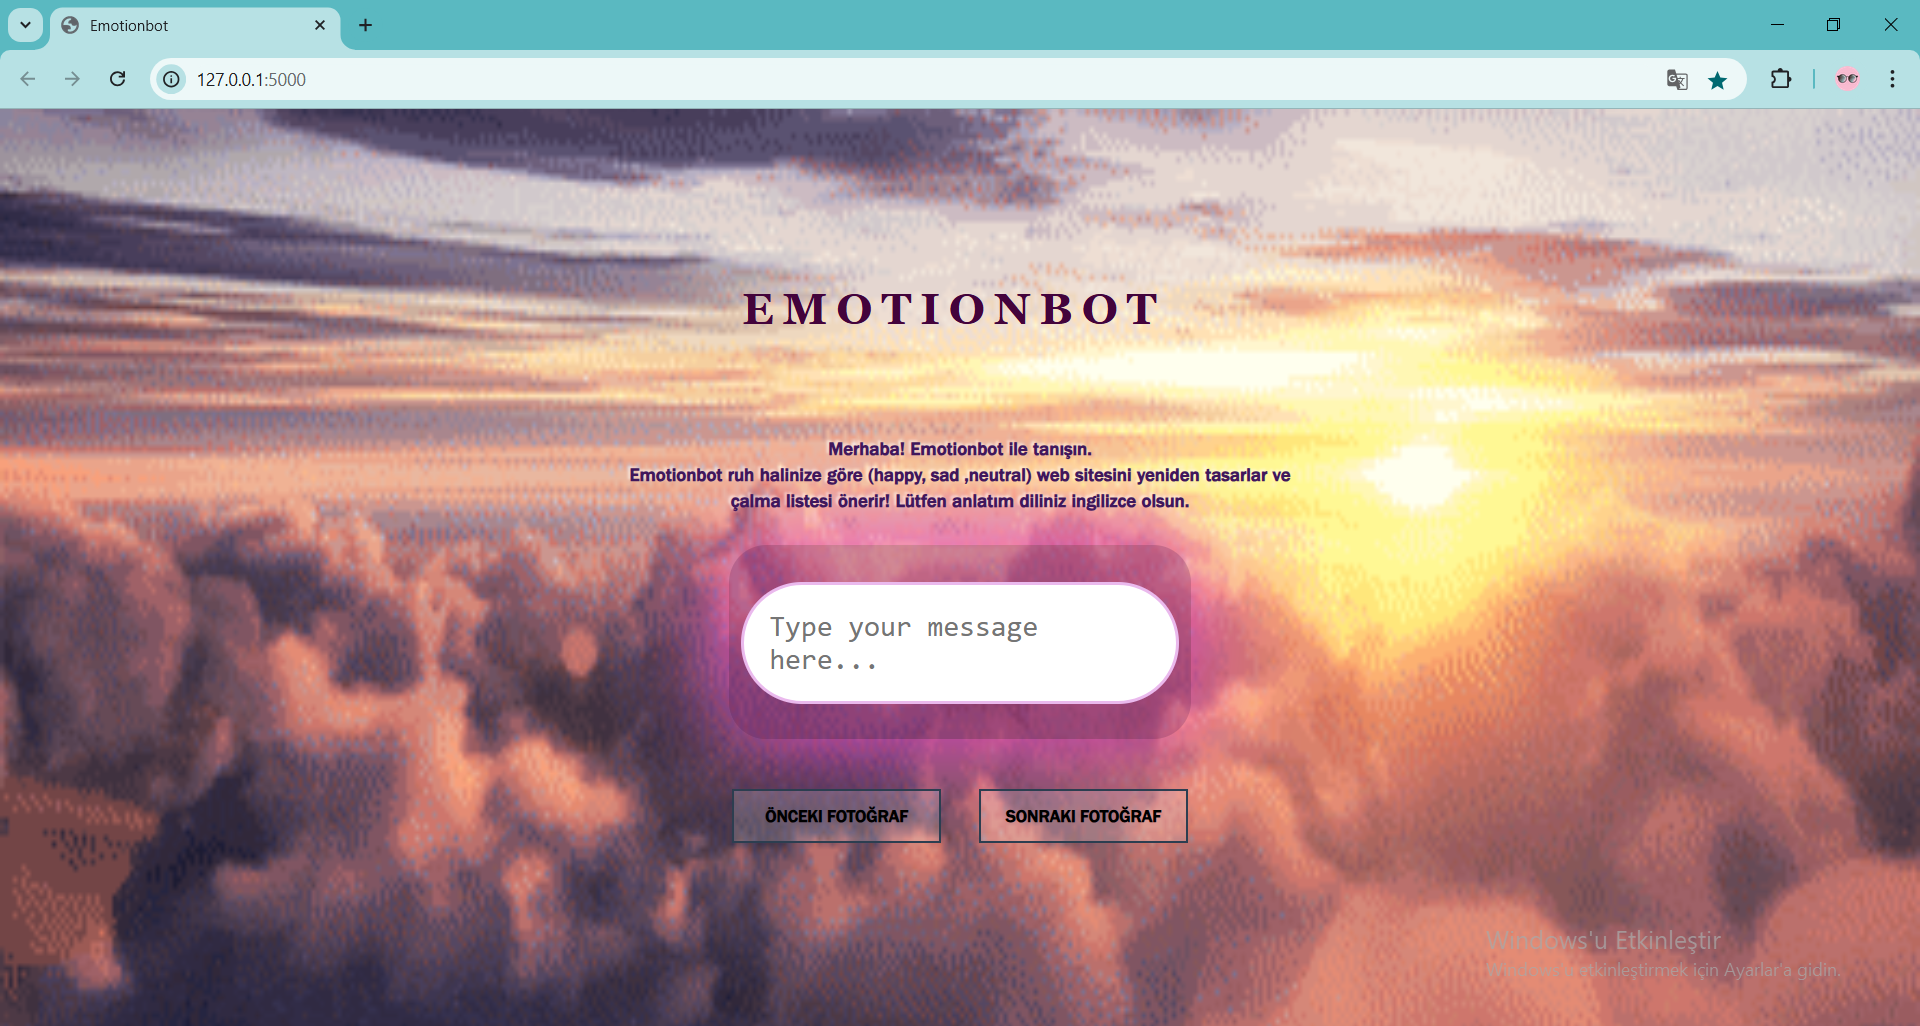 Emotionbot
127.0.0.1:5000
EMOTIONBOT
Merhaba! Emotionbot ile tanışın.
Emotionbot ruh halinize göre (happy, sad ,neutral) web sitesini yeniden tasarlar ve
çalma listesi önerir! Lütfen anlatım diliniz ingilizce olsun.
Type your message
here...
ÖNCEKI FOTOĞRAF SONRAKI FOTOĞRAF
Windows'u Etkinleştir
Windows'u etkinleştirmek için Ayarlar'a gidin.